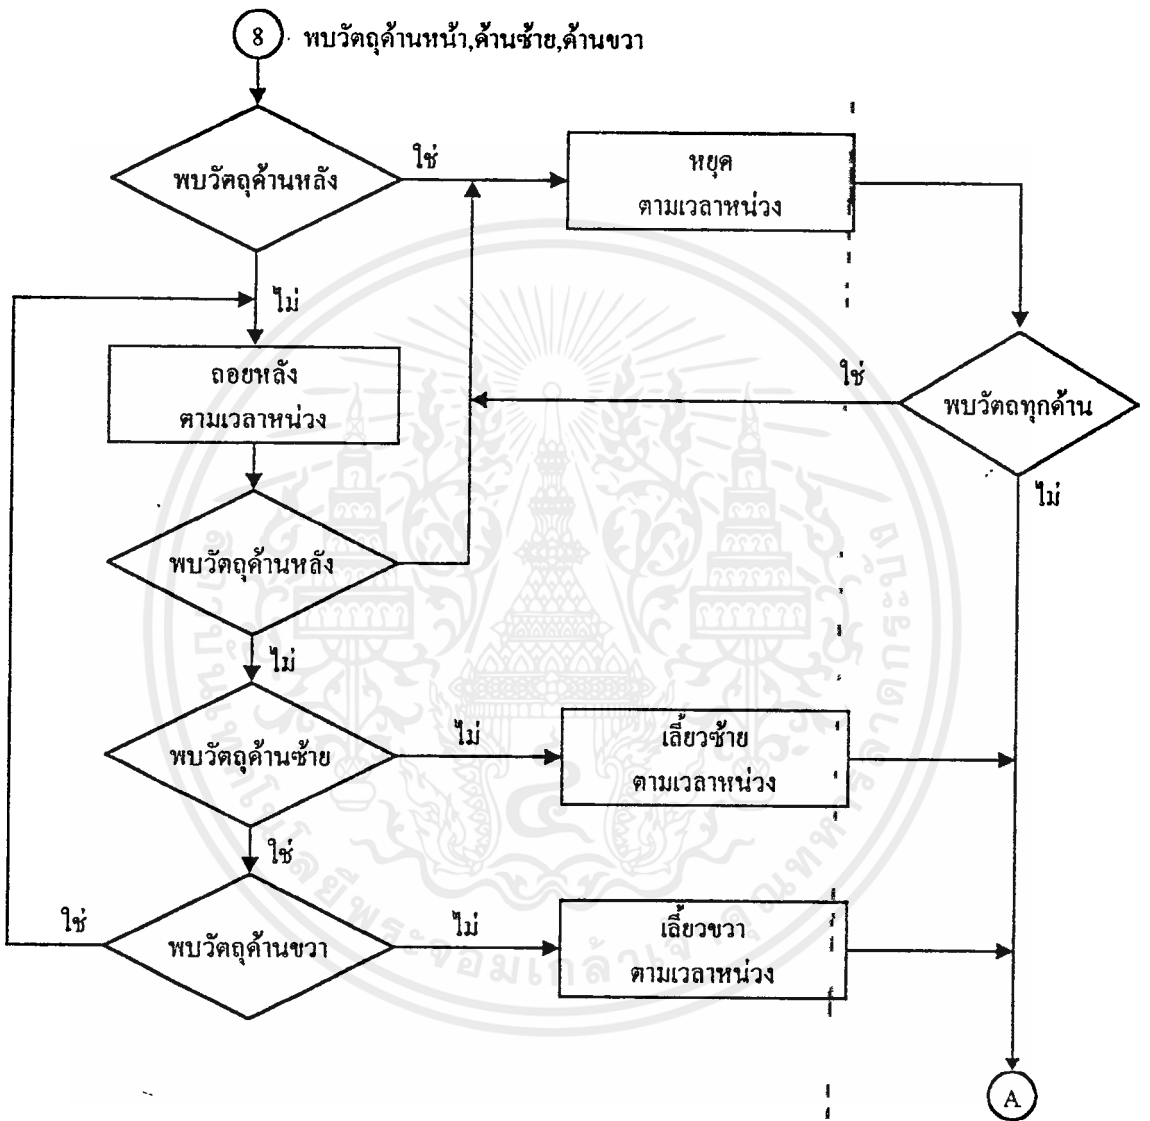 8 พบวัตถุด้านหน้า,ด้านซ้าย,ด้านขวา
พบวัตถุด้านหลัง
ใช่
หยุด
ตามเวลาหน่วง
ไม่
ถอยหลัง
ตามเวลาหน่วง
ใช่
พบวัตถทุกด้าน
ไม่
พบวัตถุด้านหลัง
ไม่
พบวัตถุด้านซ้าย
ไม่
เลี้ยวซ้าย
ตามเวลาหน่วง
ใช่
ใช่
พบวัตถุด้านขวา
ไม่
เลี้ยวขวา
ตามเวลาหน่วง
A